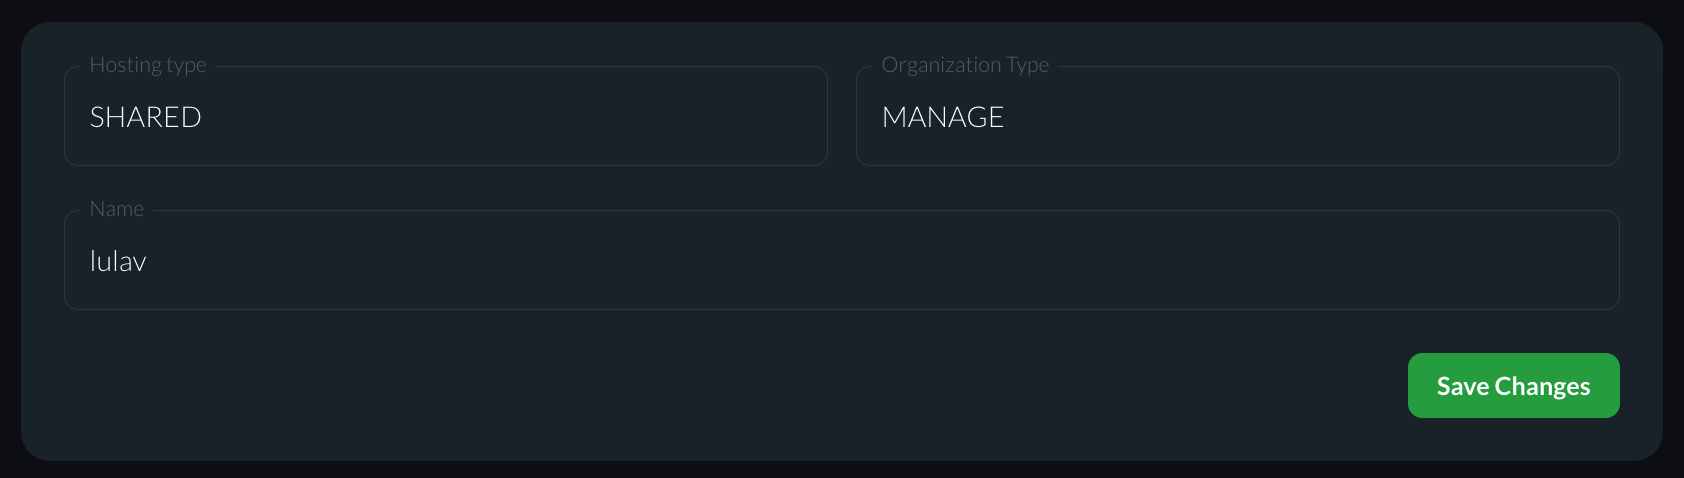 Hosting type
SHARED
Organization Type
MANAGE
Name
lulav
Save Changes